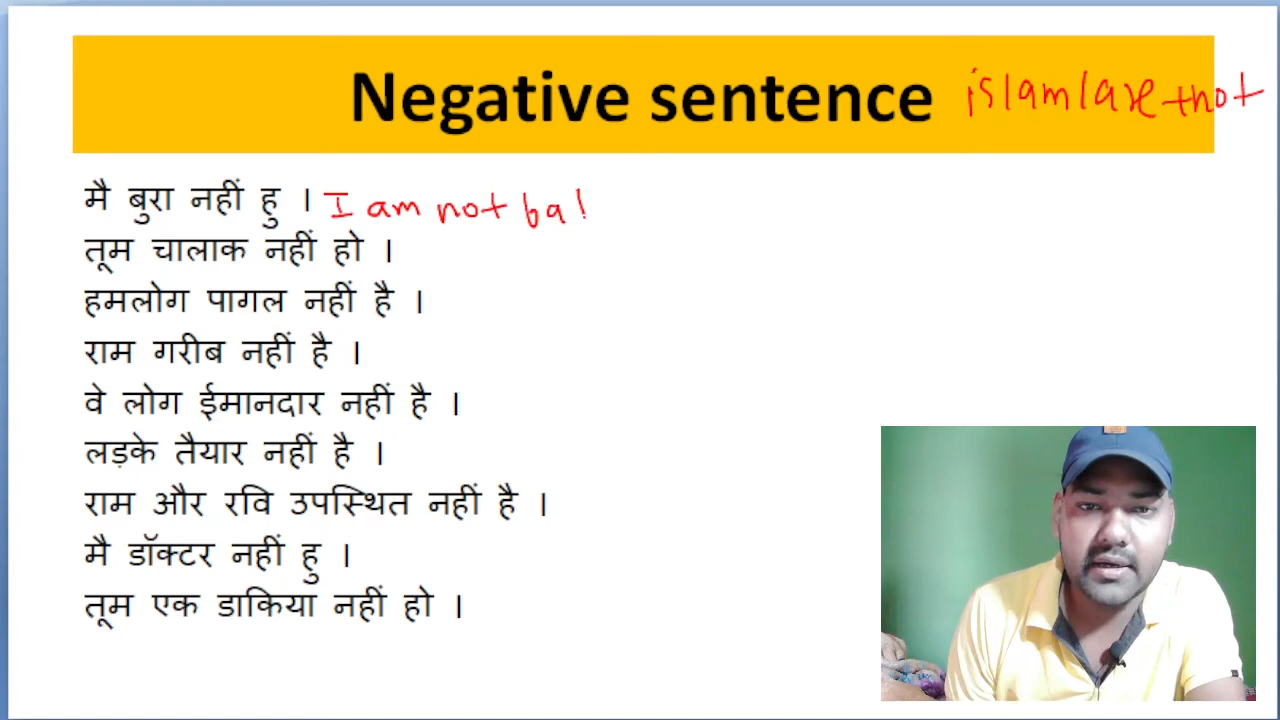 Negative sentence is/am/are+not
मै बुरा नहीं हु । I am not ba
तूम चालाक नहीं हो ।
हमलोग पागल नहीं है ।
राम गरीब नहीं है ।
वे लोग ईमानदार नहीं है ।
लड़के तैयार नहीं है ।
राम और रवि उपस्थित नहीं है ।
मै डॉक्टर नहीं हु ।
तूम एक डाकिया नहीं हो ।